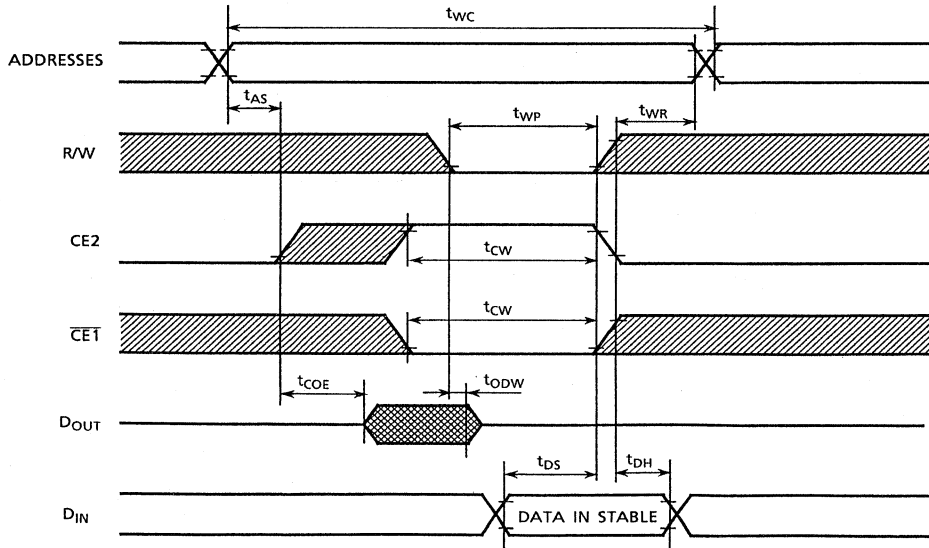 tWC
ADDRESSES
tAS
tWP
tWR
R/W
CE2
tCW
tCW
CE1
tCOE
tODW
DOUT
tDS
tDH
DIN
DATA IN STABLE